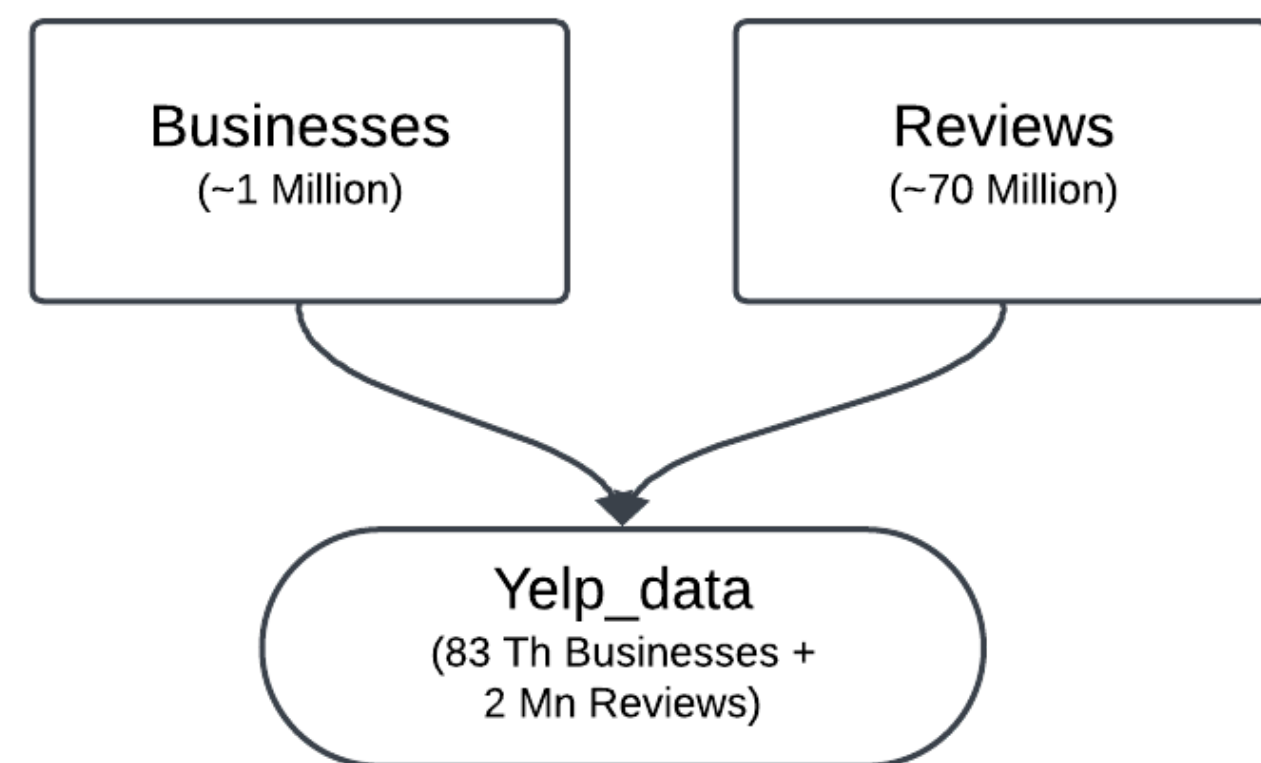 Businesses
(~1 Million)
Reviews
(~70 Million)
Yelp_data
(83 Th Businesses +
2 Mn Reviews)